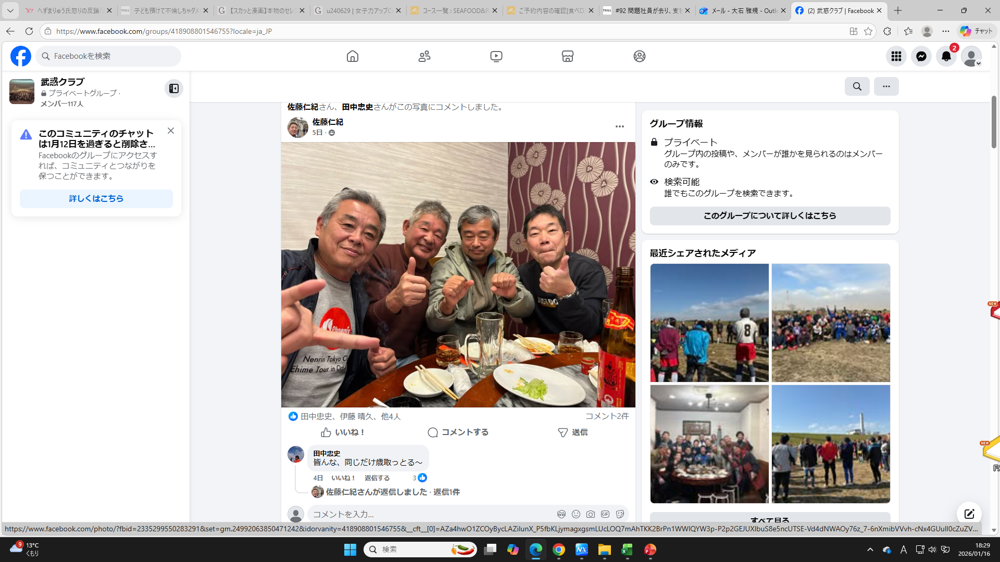 へずまりゅう氏怒りの反論「
TRILL 子ども預けて不倫しちゃダメ
【スカッと漫画】本物のセレブ
u240629 | 女子力アップCa
コース一覧 : SEAFOOD&R
ご予約内容の確認[食べロ
TRILL #92 問題社員が去り、支社
メール - 大石 雅規 - Outlo
(2) 武惑クラブ | Facebook
https://www.facebook.com/groups/418908801546755?locale=ja_JP
チャット
Facebookを検索
2
武惑クラブ
プライベートグループ ·
メンバー117人
このコミュニティのチャット
は1月12日を過ぎると削除さ...
Facebookのグループにアクセスす
れば、コミュニティとつながりを
保つことができます。
詳しくはこちら
佐藤仁紀さん、田中忠史さんがこの写真にコメントしました。
佐藤仁紀
5日 ·
Phoenix
Nenrin Tokyo C
Ehime Tour in Do
JUST DO
田中忠史、伊藤 晴久、他4人
コメント2件
いいね！
コメントする
送信
田中忠史
皆んな、同じだけ歳取っとる〜
4日 いいね！ 返信する 3
佐藤仁紀さんが返信しました · 返信1件
コメントを入力...
GIF
グループ情報
プライベート
グループ内の投稿や、メンバーが誰かを見られるのはメンバー
のみです。
検索可能
誰でもこのグループを検索できます。
このグループについて詳しくはこちら
最近シェアされたメディア
8
すべて見る
NEW
NEW
FA
https://www.facebook.com/photo/?fbid=2335299550283291&set=gm.24992063850471242&idorvanity=418908801546755&__cft__[0]=AZa4hwO1ZCOyBycLAZiIunX_P5fbKLjymagxgsmLUcLOQ7mAhTKK2BrPn1WWlQYW3p-P2p2GEJUXlbuS8e5ncUTSE-Vd4dNWAOy76z_7-6nXmibVVvh-cNx4GUuIl0cZuZV...
9
13°C
くもり
検索
A
18:29
2026/01/16